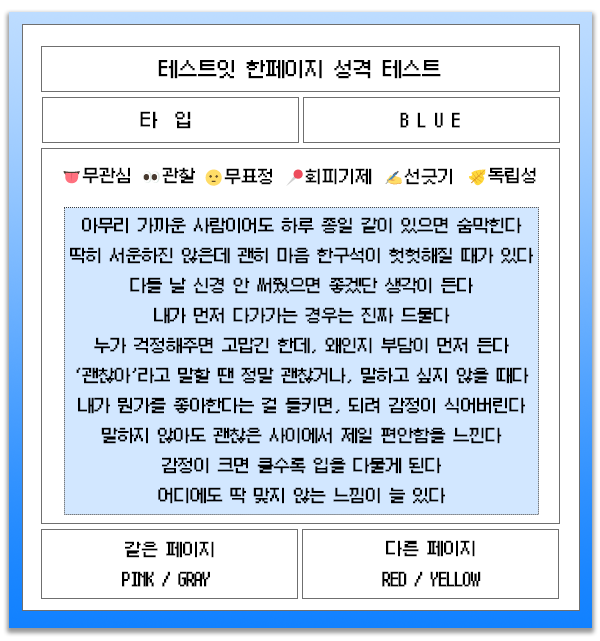 테스트잇 한페이지 성격 테스트
타 입
BLUE
무관심 관찰 무표정 회피기제 선긋기 독립성
아무리 가까운 사람이어도 하루 종일 같이 있으면 숨막힌다
딱히 서운하진 않은데 괜히 마음 한구석이 헛헛해질 때가 있다
다들 날 신경 안 써줬으면 좋겠단 생각이 든다
내가 먼저 다가가는 경우는 진짜 드물다
누가 걱정해주면 고맙긴 한데, 왜인지 부담이 먼저 든다
‘괜찮아’라고 말할 땐 정말 괜찮거나, 말하고 싶지 않을 때다
내가 뭔가를 좋아한다는 걸 들키면, 되려 감정이 식어버린다
말하지 않아도 괜찮은 사이에서 제일 편안함을 느낀다
감정이 크면 클수록 입을 다물게 된다
어디에도 딱 맞지 않는 느낌이 늘 있다
같은 페이지
PINK / GRAY
다른 페이지
RED / YELLOW